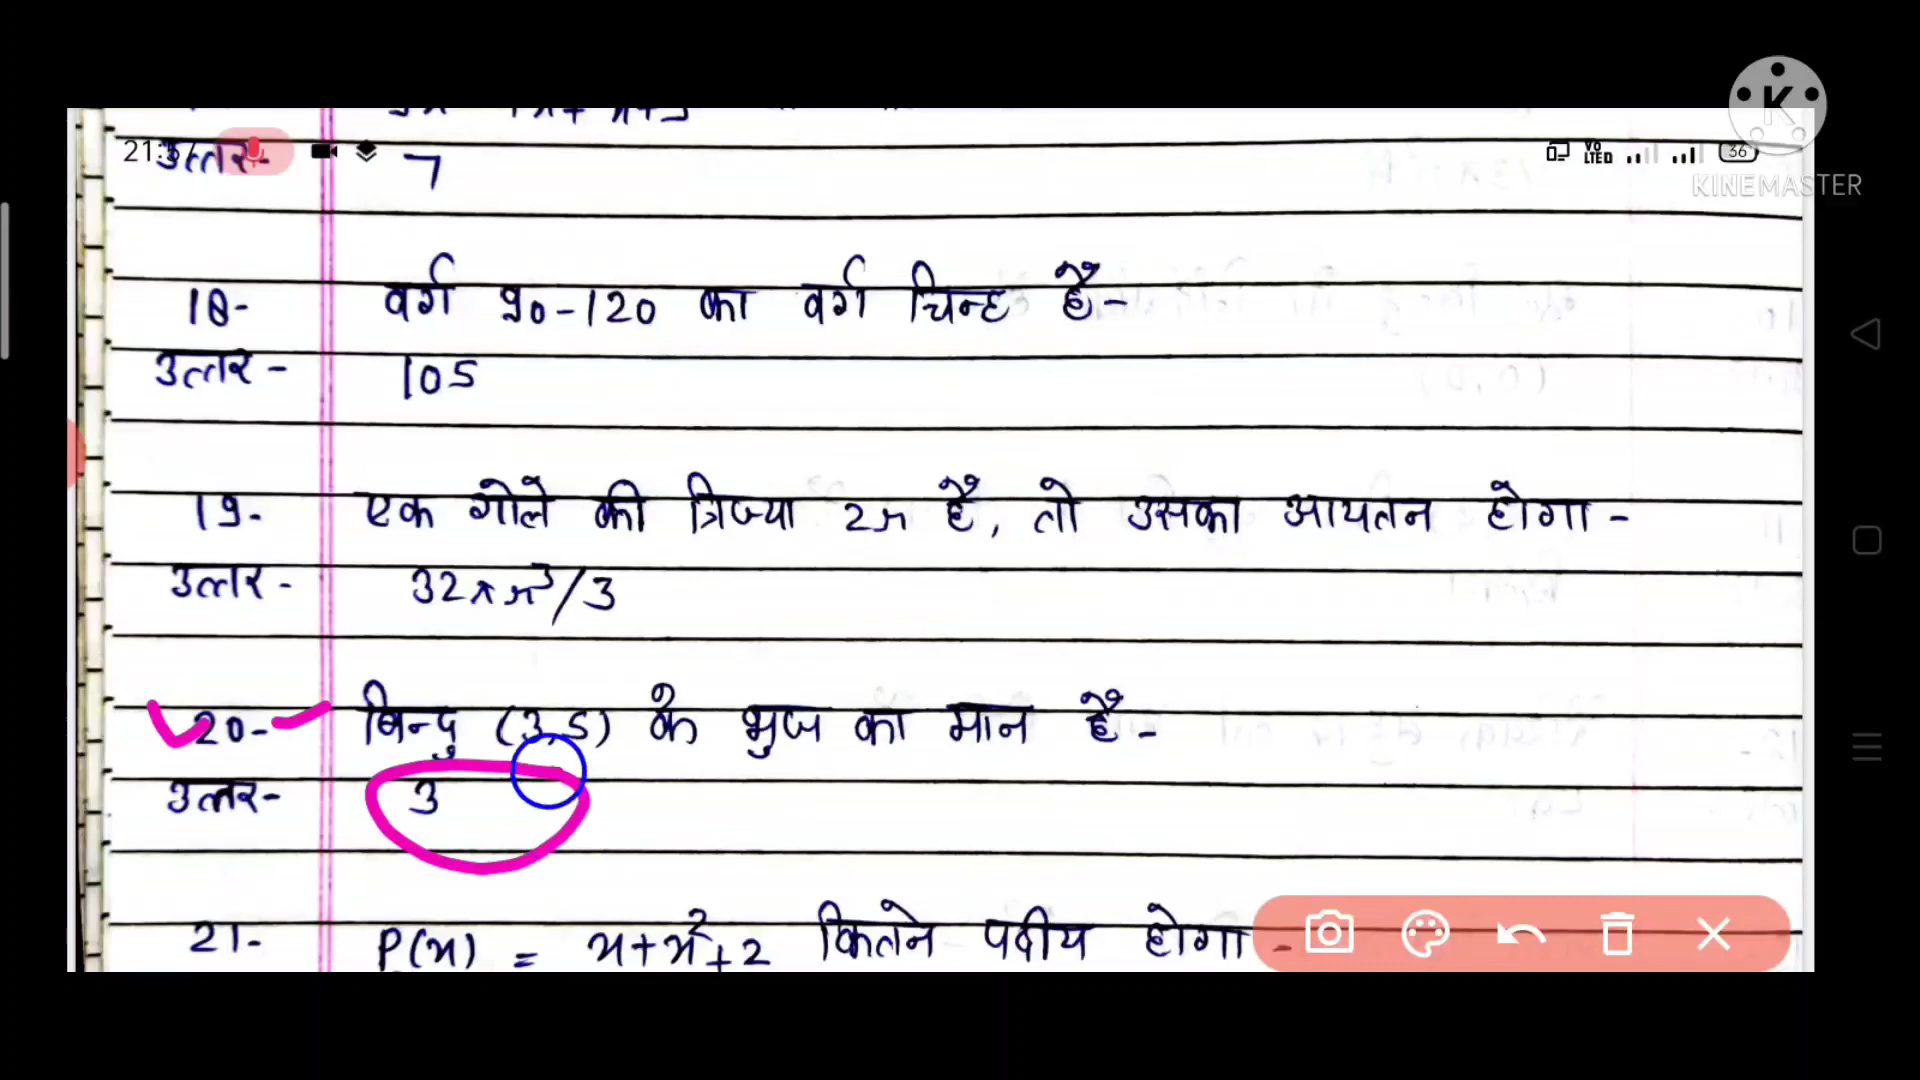 उत्तर- 7
18- वर्ग 90-120 का वर्ग चिन्ह है-
उत्तर- 105
19- एक गोले की त्रिज्या 2r है, तो उसका आयतन होगा-
उत्तर- 32πr³/3
20- बिन्दु (3,5) के भुज का मान है-
उत्तर- 3
21- P(x) = x+x²+2 कितने पदीय होगा-
36
KINEMASTER